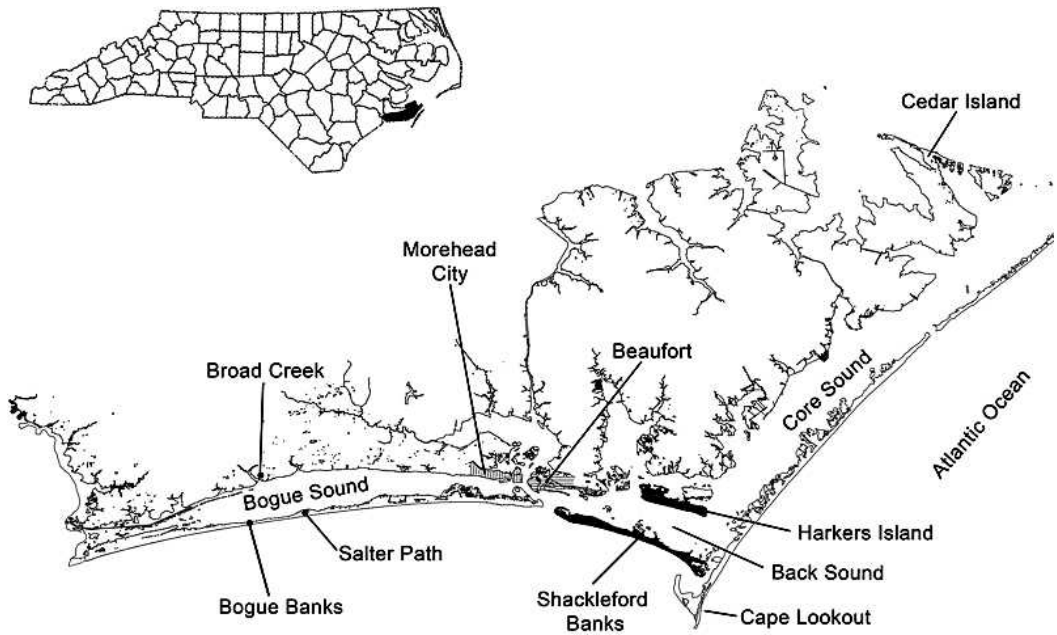 Cedar Island
Morehead
City
Beaufort
Broad Creek
Core Sound
Atlantic Ocean
Bogue Sound
Harkers Island
Salter Path
Back Sound
Bogue Banks
Shackleford
Banks
Cape Lookout